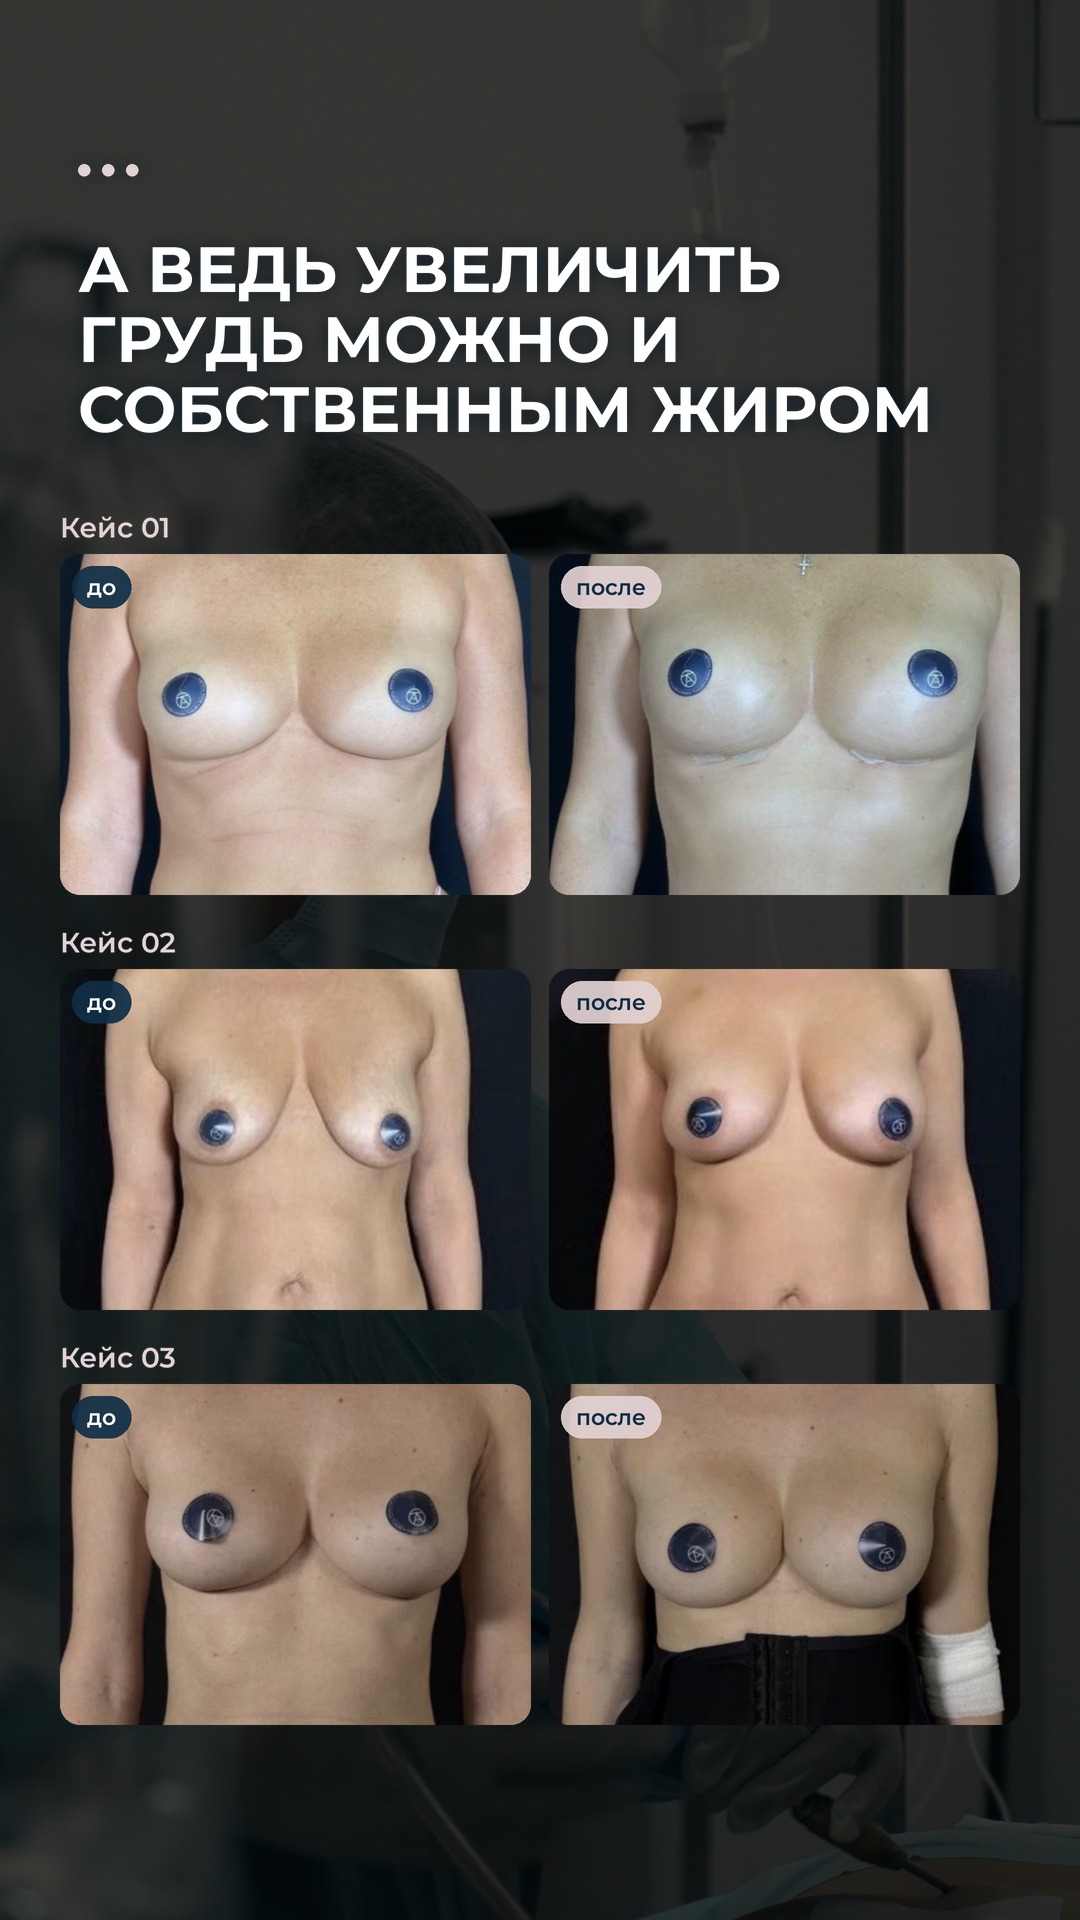 А ВЕДЬ УВЕЛИЧИТЬ
ГРУДЬ МОЖНО И
СОБСТВЕННЫМ ЖИРОМ
Кейс 01
до
после
Кейс 02
до
после
Кейс 03
до
после